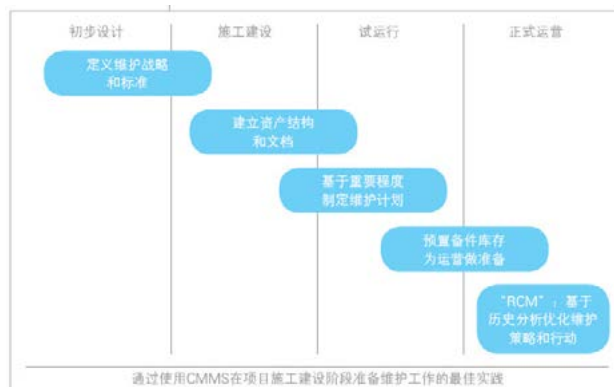 初步设计
施工建设
试运行
正式运营
定义维护战略
和标准
建立资产结构
和文档
基于重要程度
制定维护计划
预置备件库存
为运营做准备
“RCM”：基于
历史分析优化维护
策略和行动
通过使用CMMS在项目施工建设阶段准备维护工作的最佳实践